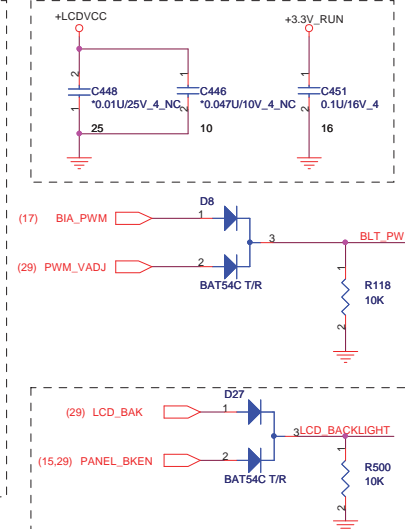 +LCDVCC
+3.3V_RUN
2 1 1
C448 C446 C451
*0.01U/25V_4_NC *0.047U/10V_4_NC 0.1U/16V_4
1 2 2
25 10 16
D8
(17) BIA_PWM 1
3 BLT_PW
(29) PWM_VADJ 2
BAT54C T/R
1
R118
10K
2
D27
(29) LCD_BAK 1
3 LCD_BACKLIGHT
(15,29) PANEL_BKEN 2
BAT54C T/R
1
R500
10K
2